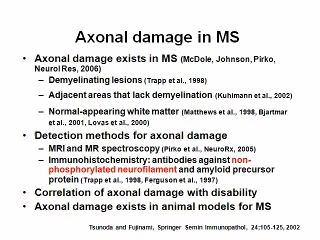 Axonal damage in MS
• Axonal damage exists in MS (McDole, Johnson, Pirko,
Neurol Res, 2006)
– Demyelinating lesions (Trapp et al., 1998)
– Adjacent areas that lack demyelination (Kuhlmann et al., 2002)
– Normal-appearing white matter (Matthews et al., 1998, Bjartmar
et al., 2001, Lovas et al., 2000)
• Detection methods for axonal damage
– MRI and MR spectroscopy (Pirko et al., NeuroRx, 2005)
– Immunohistochemistry: antibodies against non-
phosphorylated neurofilament and amyloid precursor
protein (Trapp et al., 1998, Ferguson et al., 1997)
• Correlation of axonal damage with disability
• Axonal damage exists in animal models for MS
Tsunoda and Fujinami, Springer Semin Immunopathol, 24:105-125, 2002